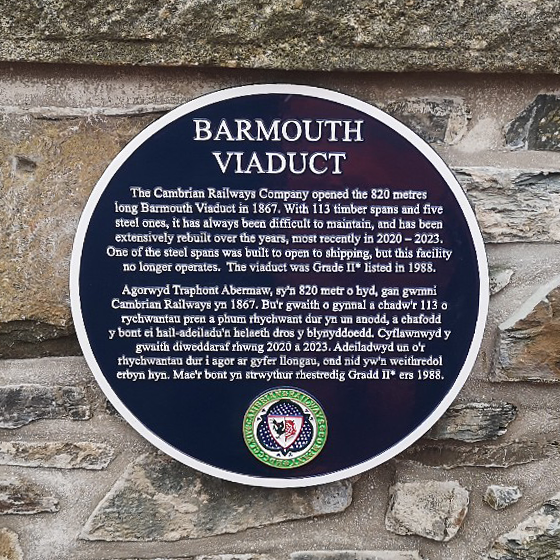 BARMOUTH
VIADUCT
The Cambrian Railways Company opened the 820 metres
long Barmouth Viaduct in 1867. With 113 timber spans and five
steel ones, it has always been difficult to maintain, and has been
extensively rebuilt over the years, most recently in 2020 – 2023.
One of the steel spans was built to open to shipping, but this facility
no longer operates. The viaduct was Grade II* listed in 1988.
Agorwyd Traphont Abermaw, sy'n 820 metr o hyd, gan gwmni
Cambrian Railways yn 1867. Bu'r gwaith o gynnal a chadw'r 113 o
rychwantau pren a phum rhychwant dur yn un anodd, a chafodd
y bont ei hail-adeiladu'n helaeth dros y blynyddoedd. Cyflawnwyd y
gwaith diweddaraf rhwng 2020 a 2023. Adeiladwyd un o'r
rhychwantau dur i agor ar gyfer llongau, ond nid yw'n weithredol
erbyn hyn. Mae'r bont yn strwythur rhestredig Gradd II* ers 1988.